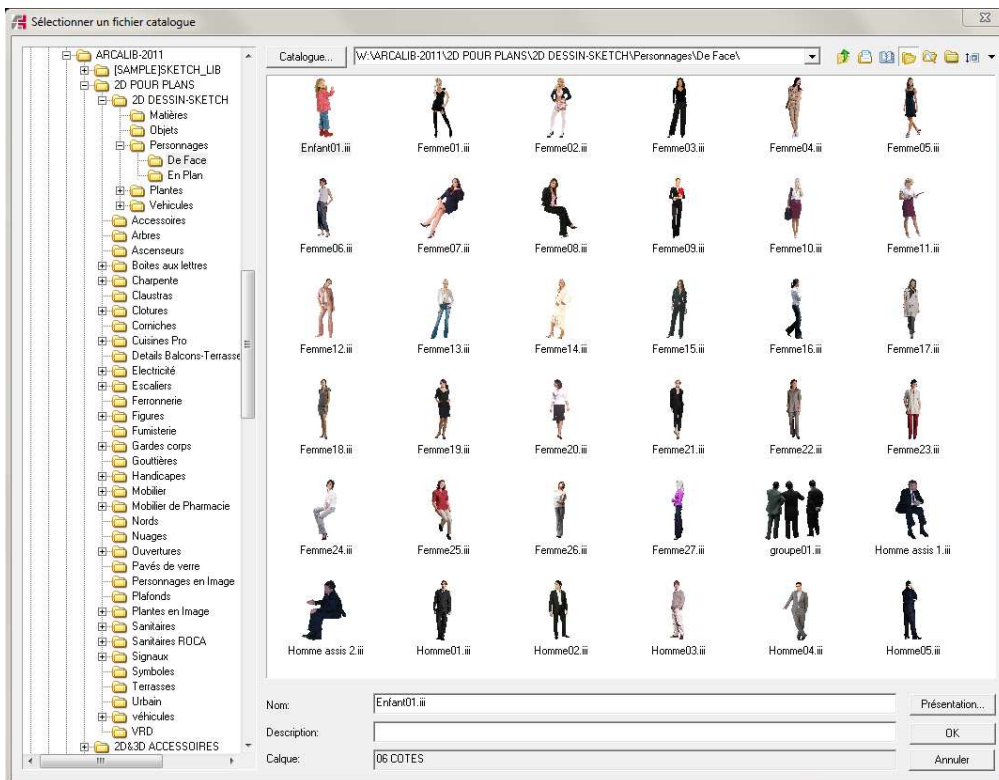 Sélectionner un fichier catalogue
ARCALIB-2011
[SAMPLE]SKETCH_LIB
2D POUR PLANS
2D DESSIN-SKETCH
Matières
Objets
Personnages
De Face
En Plan
Plantes
Vehicules
Accessoires
Arbres
Ascenseurs
Boites aux lettres
Charpente
Claustras
Clotures
Corniches
Cuisines Pro
Details Balcons-Terrasse
Electricité
Escaliers
Ferronnerie
Figures
Fumisterie
Gardes corps
Gouttières
Handicapes
Mobilier
Mobilier de Pharmacie
Nords
Nuages
Ouvertures
Pavés de verre
Personnages en Image
Plafonds
Plantes en Image
Sanitaires
Sanitaires ROCA
Signaux
Symboles
Terrasses
Urbain
véhicules
VRD
2D&3D ACCESSOIRES
Catalogue... W:\ARCALIB-2011\2D POUR PLANS\2D DESSIN-SKETCH\Personnages\De Face\
Enfant01.iii Femme01.iii Femme02.iii Femme03.iii Femme04.iii Femme05.iii
Femme06.iii Femme07.iii Femme08.iii Femme09.iii Femme10.iii Femme11.iii
Femme12.iii Femme13.iii Femme14.iii Femme15.iii Femme16.iii Femme17.iii
Femme18.iii Femme19.iii Femme20.iii Femme21.iii Femme22.iii Femme23.iii
Femme24.iii Femme25.iii Femme26.iii Femme27.iii groupe01.iii Homme assis 1.iii
Homme assis 2.iii Homme01.iii Homme02.iii Homme03.iii Homme04.iii Homme05.iii
Nom: Enfant01.iii Présentation...
Description: OK
Calque: 06 COTES Annuler